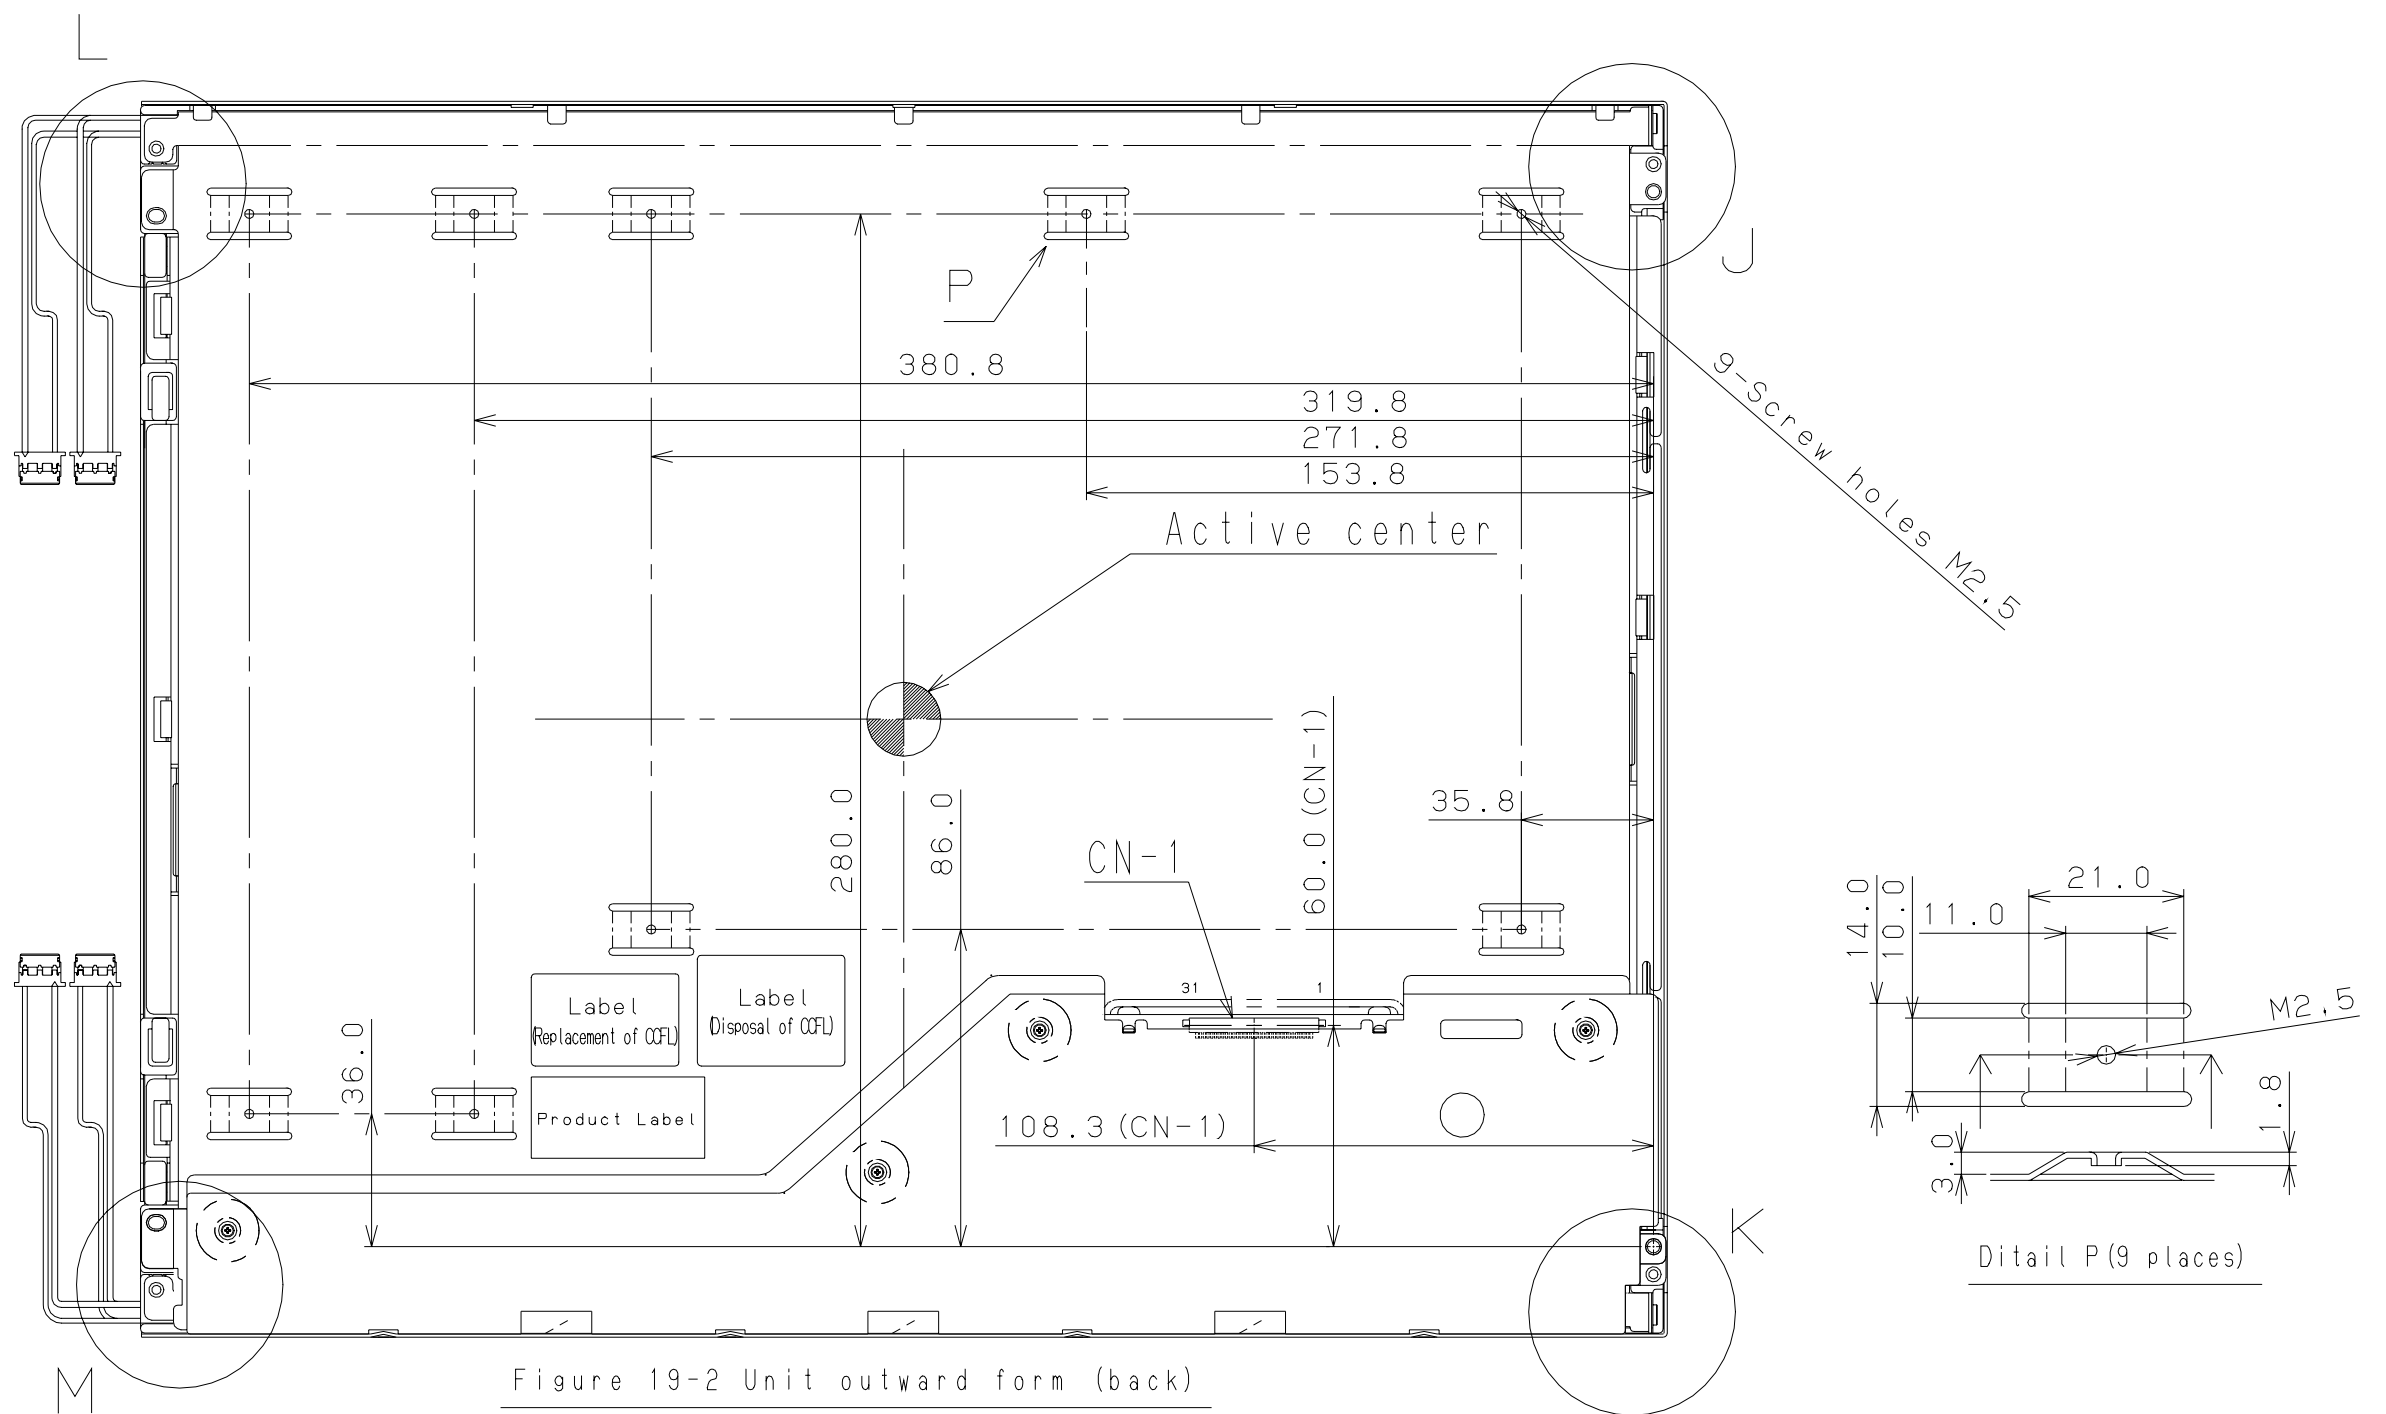 L
J
P
380.8
319.8
271.8
153.8
9-Screw holes M2.5
Active center
280.0
86.0
60.0(CN-1)
35.8
CN-1
31
1
Label
(Replacement of CCFL)
Label
(Disposal of CCFL)
Product Label
36.0
108.3(CN-1)
14.0
10.0
21.0
11.0
M2.5
1.8
3.0
Ditail P(9 places)
K
M
Figure 19-2 Unit outward form (back)